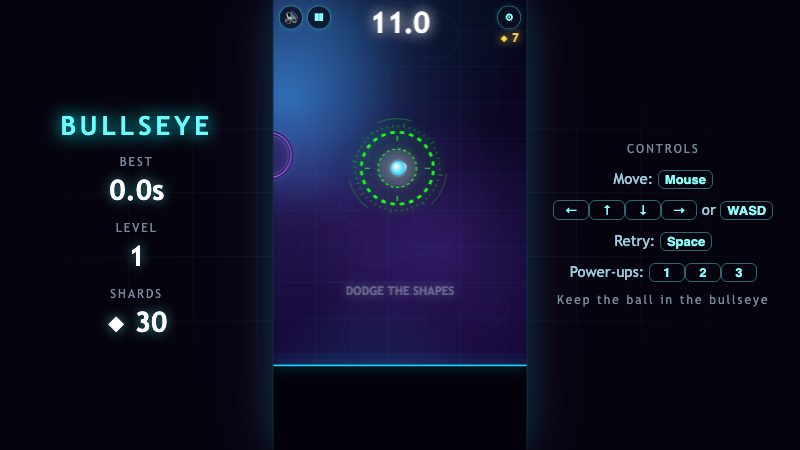 11.0
◆ 7
BULLSEYE
BEST
0.0s
LEVEL
1
SHARDS
◆ 30
DODGE THE SHAPES
CONTROLS
Move: Mouse
← ↑ ↓ → or WASD
Retry: Space
Power-ups: 1 2 3
Keep the ball in the bullseye